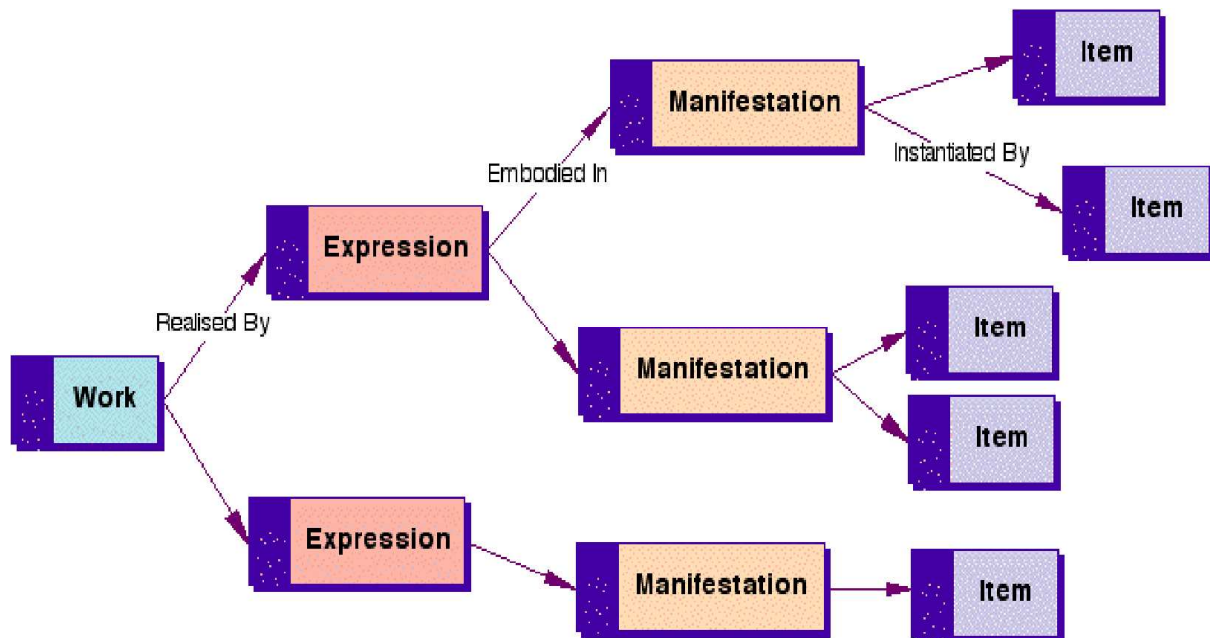 Item
Manifestation
Instantiated By
Embodied In
Item
Expression
Realised By
Item
Manifestation
Work
Item
Expression
Manifestation
Item